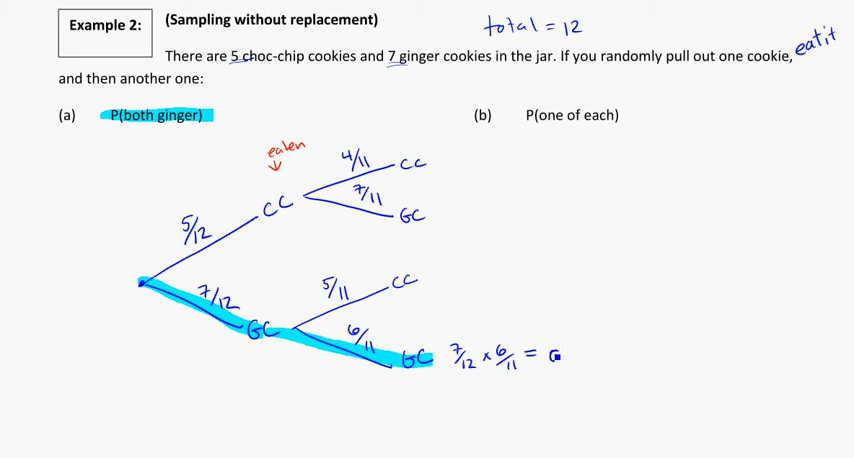 Example 2:
(Sampling without replacement)
total = 12
There are 5 choc-chip cookies and 7 ginger cookies in the jar. If you randomly pull out one cookie, eat it
and then another one:
(a) P(both ginger)
(b) P(one of each)
eaten
4/11 CC
5/12 CC
7/11 GC
7/12 GC
5/11 CC
6/11 GC
7/12 × 6/11 =